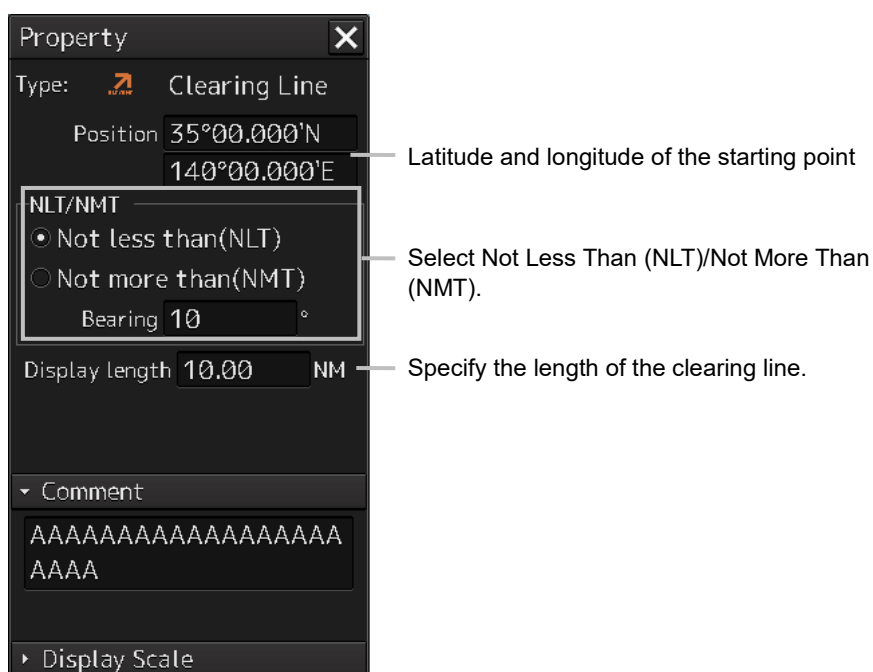 Property
Type: Clearing Line
Position 35°00.000'N
140°00.000'E
Latitude and longitude of the starting point
NLT/NMT
Not less than(NLT)
Not more than(NMT)
Bearing 10 °
Select Not Less Than (NLT)/Not More Than
(NMT).
Display length 10.00 NM
Specify the length of the clearing line.
Comment
AAAAAAAAAAAAAAAAAA
AAAA
Display Scale